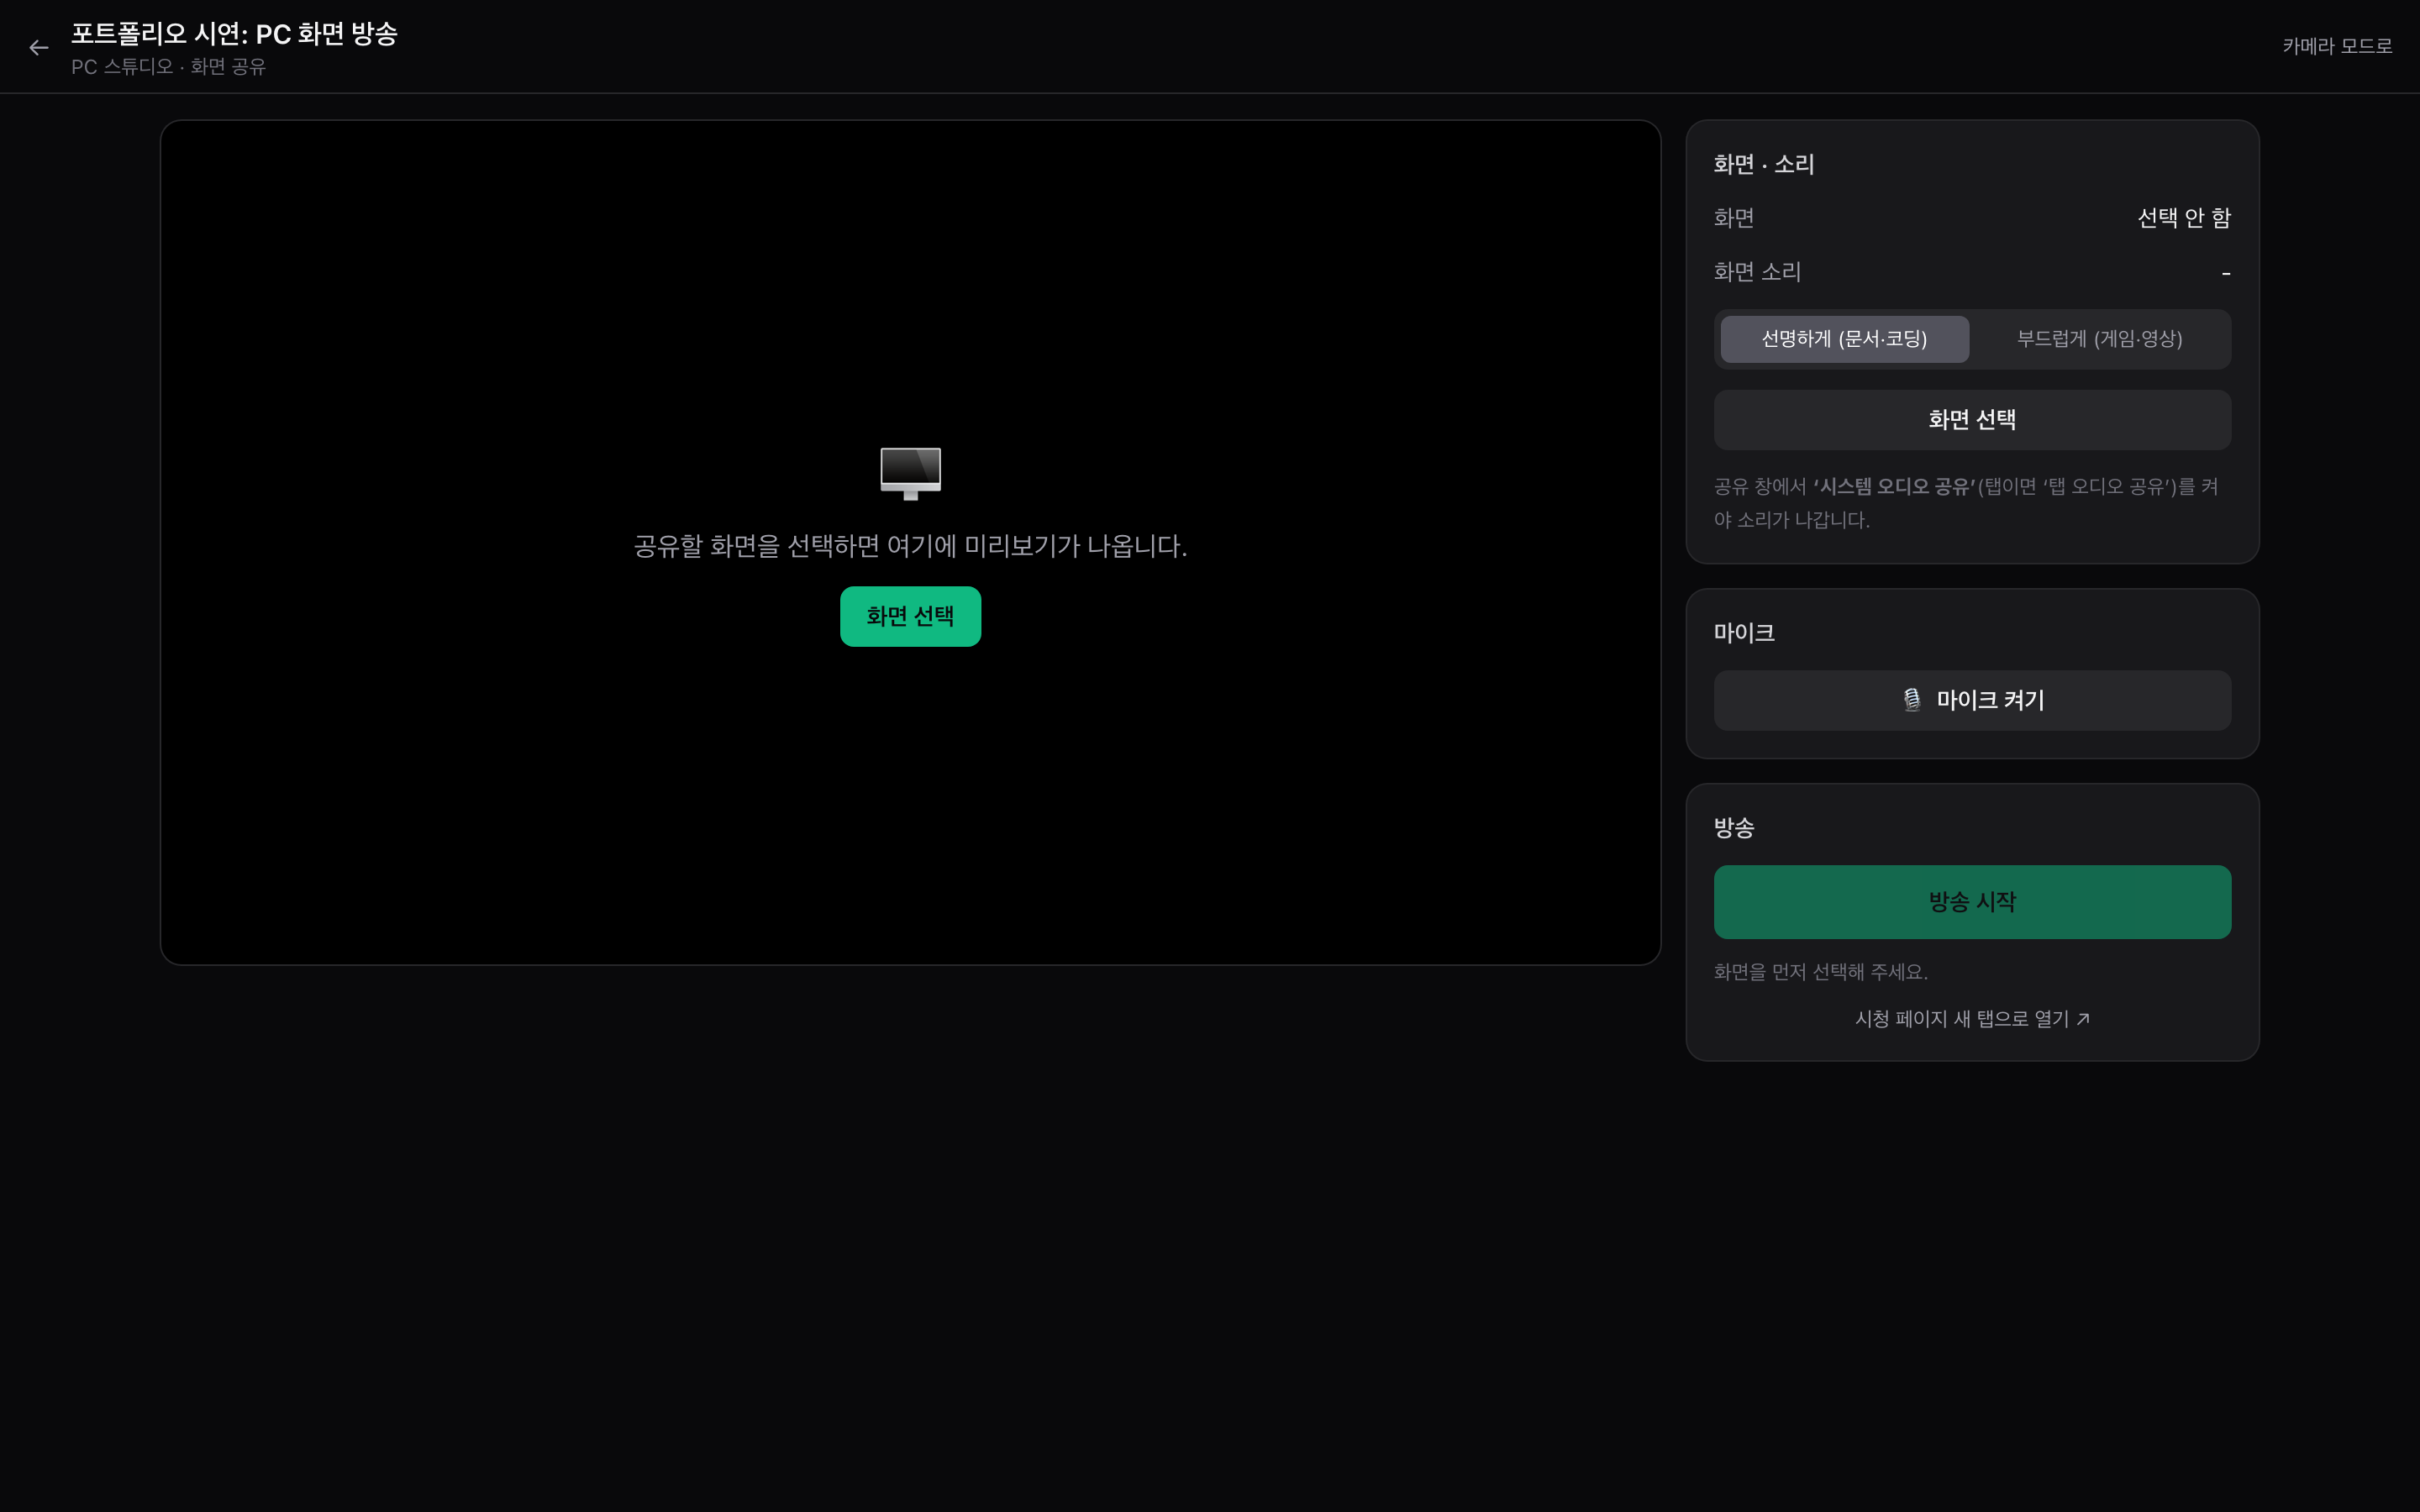 포트폴리오 시연: PC 화면 방송
PC 스튜디오 · 화면 공유
카메라 모드로
공유할 화면을 선택하면 여기에 미리보기가 나옵니다.
화면 선택
화면 · 소리
화면 선택 안 함
화면 소리 -
선명하게 (문서·코딩) 부드럽게 (게임·영상)
화면 선택
공유 창에서 ‘시스템 오디오 공유’(탭이면 ‘탭 오디오 공유’)를 켜
야 소리가 나갑니다.
마이크
마이크 켜기
방송
방송 시작
화면을 먼저 선택해 주세요.
시청 페이지 새 탭으로 열기 ↗